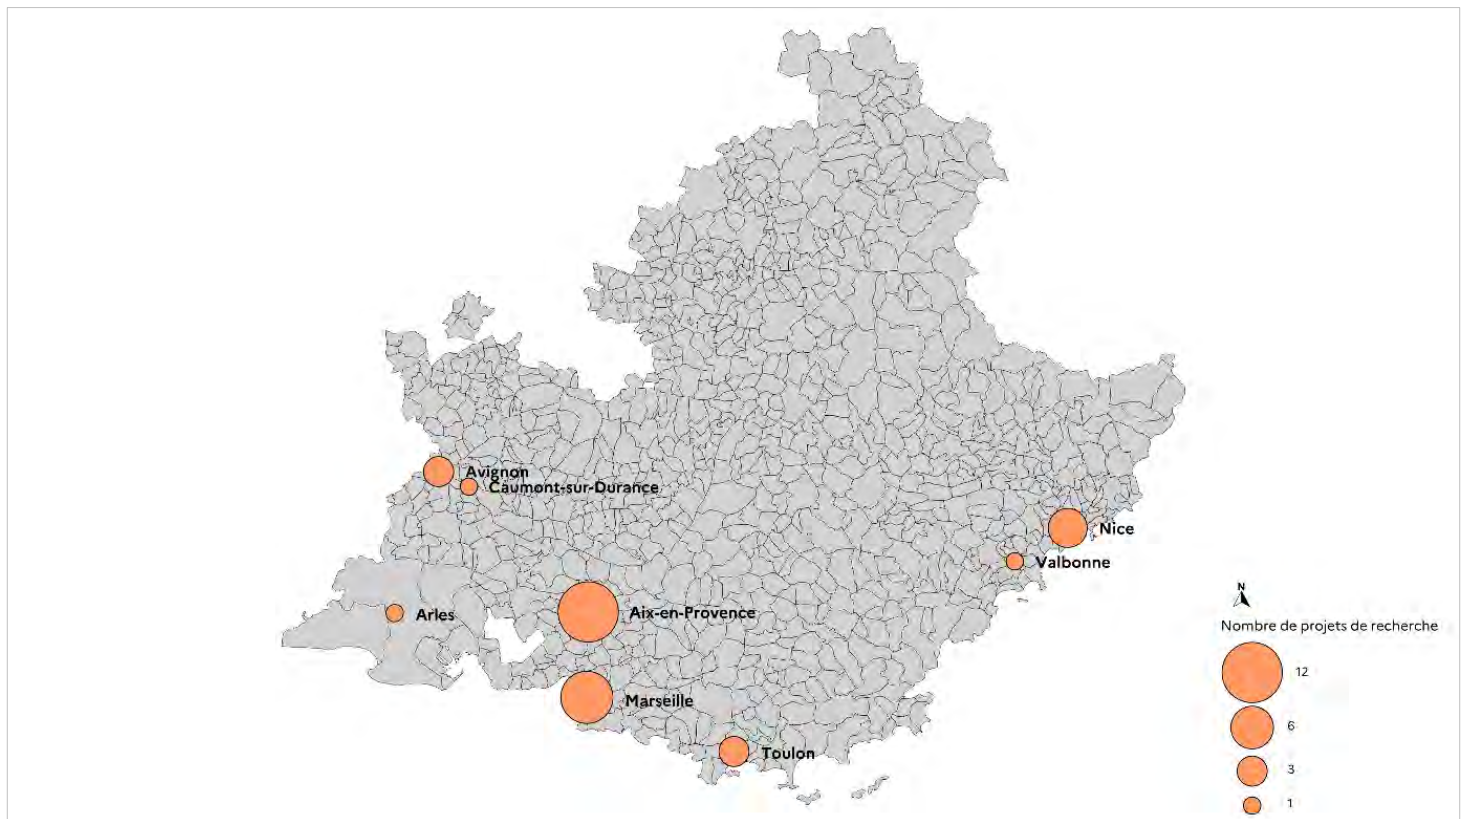 Avignon
Caumont-sur-Durance
Nice
Valbonne
Arles
Aix-en-Provence
Marseille
Toulon
N
Nombre de projets de recherche
12
6
3
1